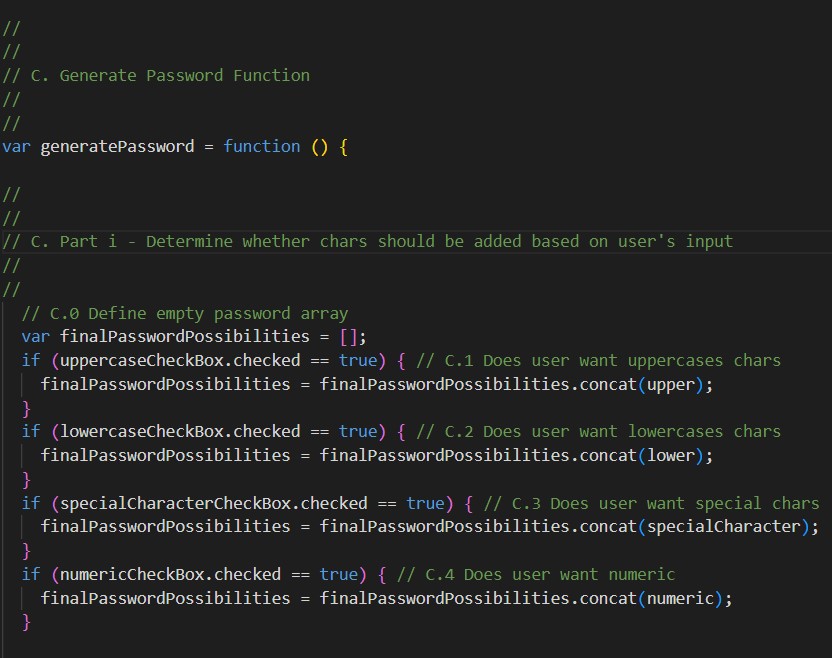 //
//
// C. Generate Password Function
//
//
var generatePassword = function () {
//
//
// C. Part i - Determine whether chars should be added based on user's input
//
//
// C.0 Define empty password array
var finalPasswordPossibilities = [];
if (uppercaseCheckBox.checked == true) { // C.1 Does user want uppercases chars
finalPasswordPossibilities = finalPasswordPossibilities.concat(upper);
}
if (lowercaseCheckBox.checked == true) { // C.2 Does user want lowercases chars
finalPasswordPossibilities = finalPasswordPossibilities.concat(lower);
}
if (specialCharacterCheckBox.checked == true) { // C.3 Does user want special chars
finalPasswordPossibilities = finalPasswordPossibilities.concat(specialCharacter);
}
if (numericCheckBox.checked == true) { // C.4 Does user want numeric
finalPasswordPossibilities = finalPasswordPossibilities.concat(numeric);
}